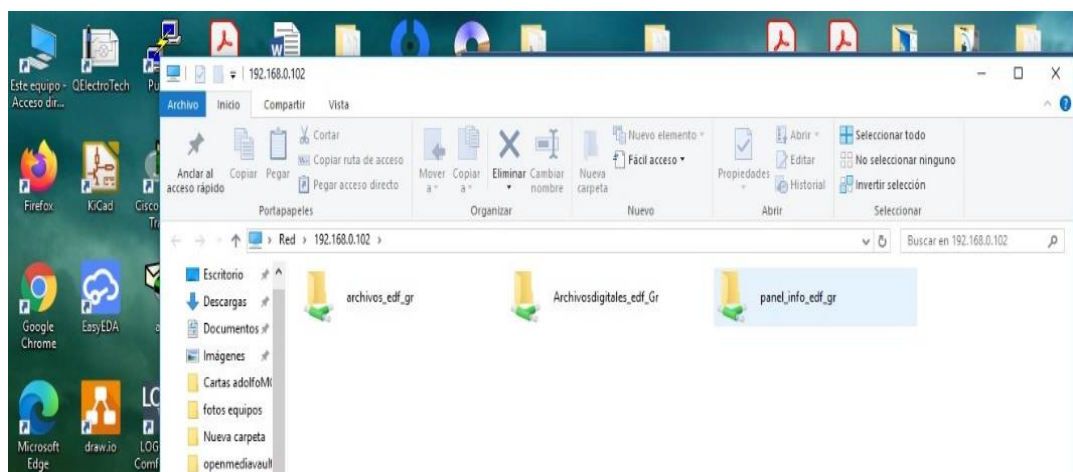 192.168.0.102
Archivo Inicio Compartir Vista
Andar al acceso rápido
Copiar
Pegar
Cortar
Copiar ruta de acceso
Pegar acceso directo
Portapapeles
Mover a
Copiar a
Eliminar
Cambiar nombre
Organizar
Nueva carpeta
Nuevo elemento
Fácil acceso
Nuevo
Propiedades
Abrir
Editar
Historial
Abrir
Seleccionar todo
No seleccionar ninguno
Invertir selección
Seleccionar
Red > 192.168.0.102 >
Buscar en 192.168.0.102
Escritorio
Descargas
Documentos
Imágenes
Cartas
fotos equipos
Nueva carpeta
openmediavault
archivos_edf_gr
Archivosdigitales_edf_Gr
panel_info_edf_gr
Este equipo -
Acceso dir...
QElectroTech
Firefox
KiCad
Cisco
Google
Chrome
EasyEDA
Microsoft
Edge
draw.io